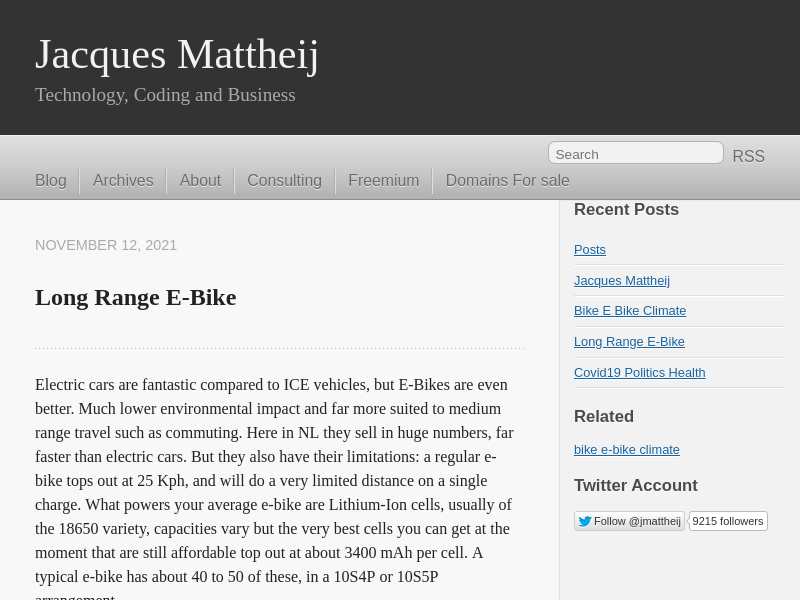 Jacques Mattheij
Technology, Coding and Business
Search
RSS
Blog
Archives
About
Consulting
Freemium
Domains For sale
NOVEMBER 12, 2021
Long Range E-Bike
Electric cars are fantastic compared to ICE vehicles, but E-Bikes are even
better. Much lower environmental impact and far more suited to medium
range travel such as commuting. Here in NL they sell in huge numbers, far
faster than electric cars. But they also have their limitations: a regular e-
bike tops out at 25 Kph, and will do a very limited distance on a single
charge. What powers your average e-bike are Lithium-Ion cells, usually of
the 18650 variety, capacities vary but the very best cells you can get at the
moment that are still affordable top out at about 3400 mAh per cell. A
typical e-bike has about 40 to 50 of these, in a 10S4P or 10S5P
arrangement.
Recent Posts
Posts
Jacques Mattheij
Bike E Bike Climate
Long Range E-Bike
Covid19 Politics Health
Related
bike e-bike climate
Twitter Account
Follow @jmattheij
9215 followers